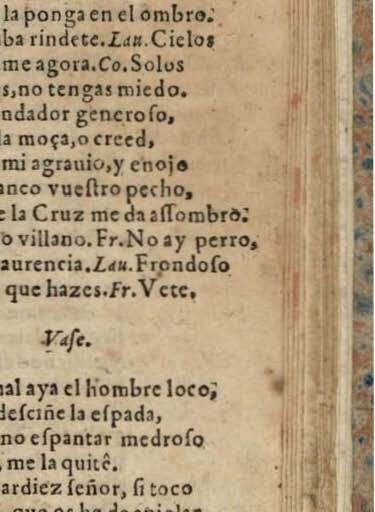 la ponga en el ombro.
ba rindete. Lau. Cielos
me agora. Co. Solos
s, no tengas miedo.
ndador generoſo,
la moça, o creed,
mi agrauio, y enojo
anco vueſtro pecho,
e la Cruz me da aſſombro.
o villano. Fr. No ay perro,
aurencia. Lau. Frondoſo
que hazes. Fr. Vete.
Vaſe.
al aya el hombre loco;
deſciñe la eſpada,
no eſpantar medroſo
, me la quitê.
ardiez ſeñor, ſi toco